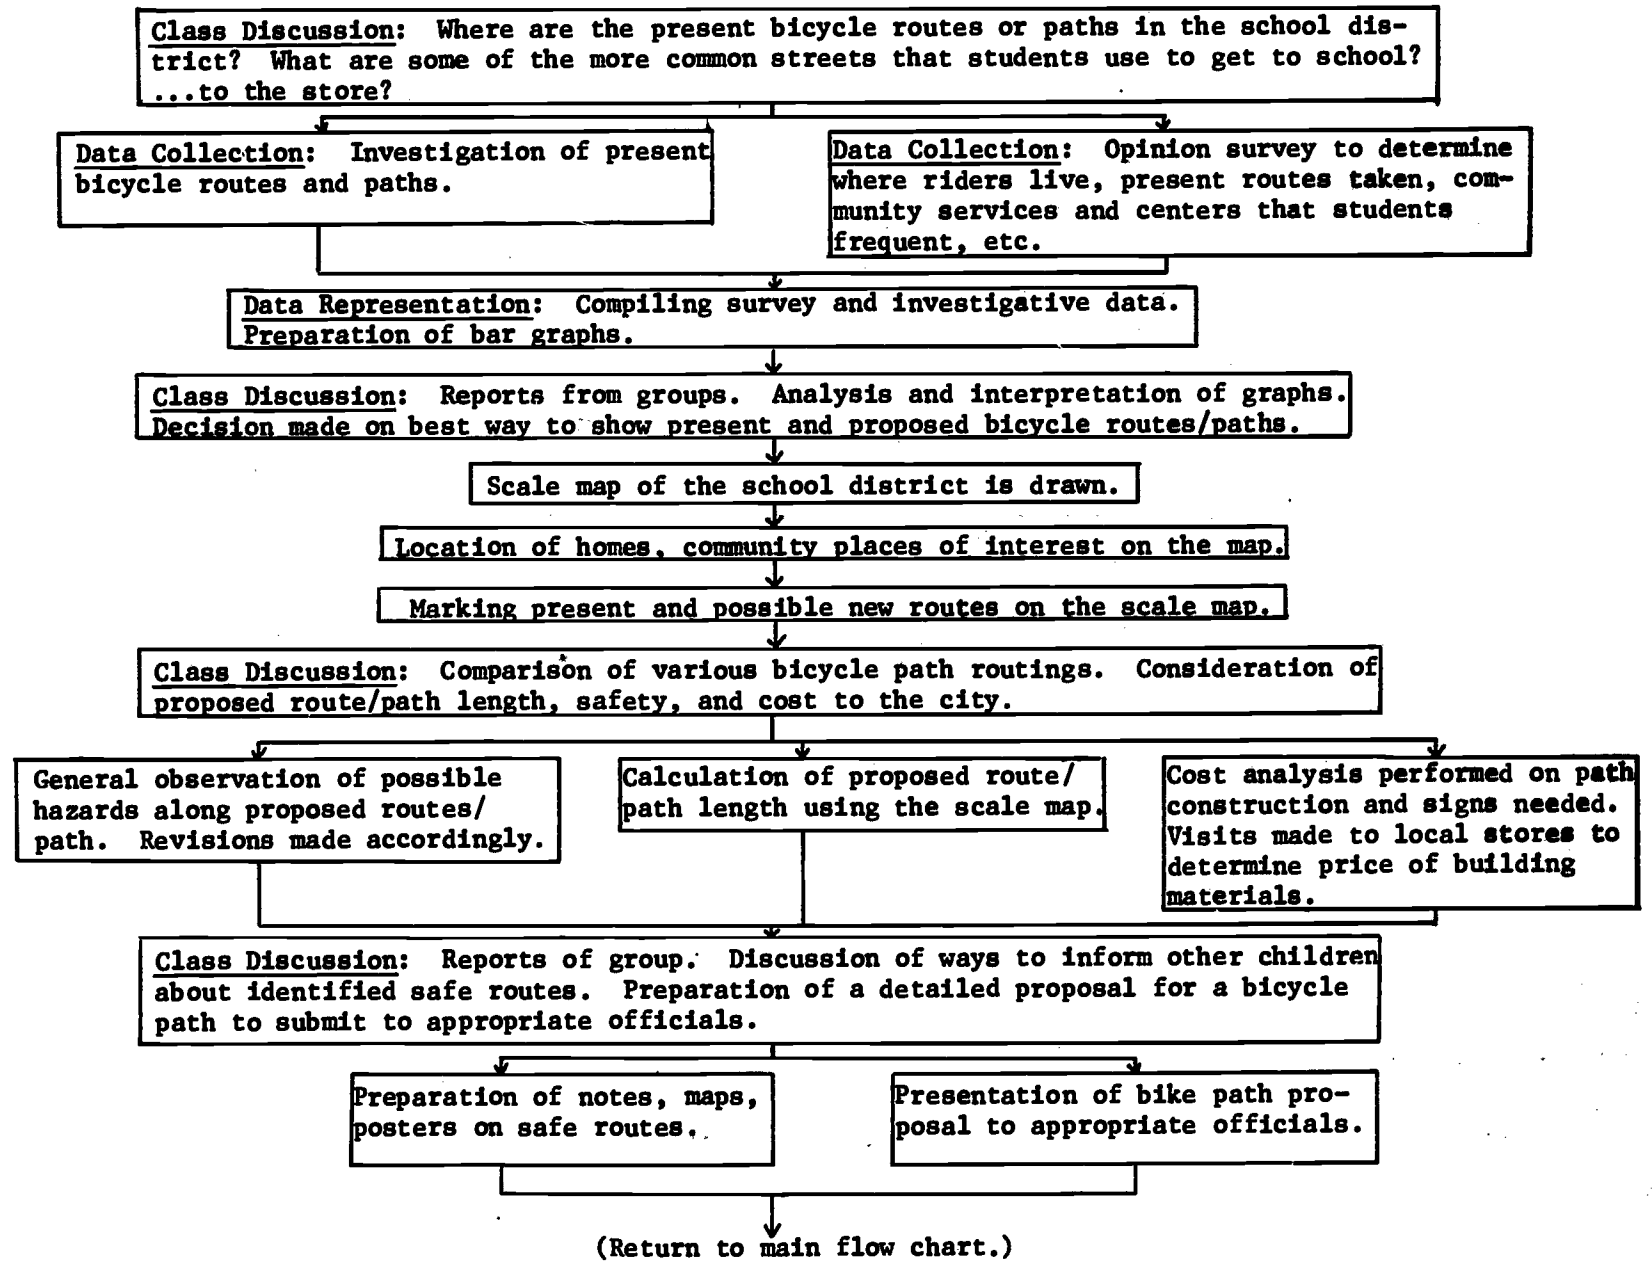 Class Discussion: Where are the present bicycle routes or paths in the school dis-
trict? What are some of the more common streets that students use to get to school?
...to the store?
Data Collection: Investigation of present
bicycle routes and paths.
Data Collection: Opinion survey to determine
where riders live, present routes taken, com-
munity services and centers that students
frequent, etc.
Data Representation: Compiling survey and investigative data.
Preparation of bar graphs.
Class Discussion: Reports from groups. Analysis and interpretation of graphs.
Decision made on best way to show present and proposed bicycle routes/paths.
Scale map of the school district is drawn.
Location of homes, community places of interest on the map.
Marking present and possible new routes on the scale map.
Class Discussion: Comparison of various bicycle path routings. Consideration of
proposed route/path length, safety, and cost to the city.
General observation of possible
hazards along proposed routes/
path. Revisions made accordingly.
Calculation of proposed route/
path length using the scale map.
Cost analysis performed on path
construction and signs needed.
Visits made to local stores to
determine price of building
materials.
Class Discussion: Reports of group. Discussion of ways to inform other children
about identified safe routes. Preparation of a detailed proposal for a bicycle
path to submit to appropriate officials.
Preparation of notes, maps,
posters on safe routes.
Presentation of bike path pro-
posal to appropriate officials.
(Return to main flow chart.)